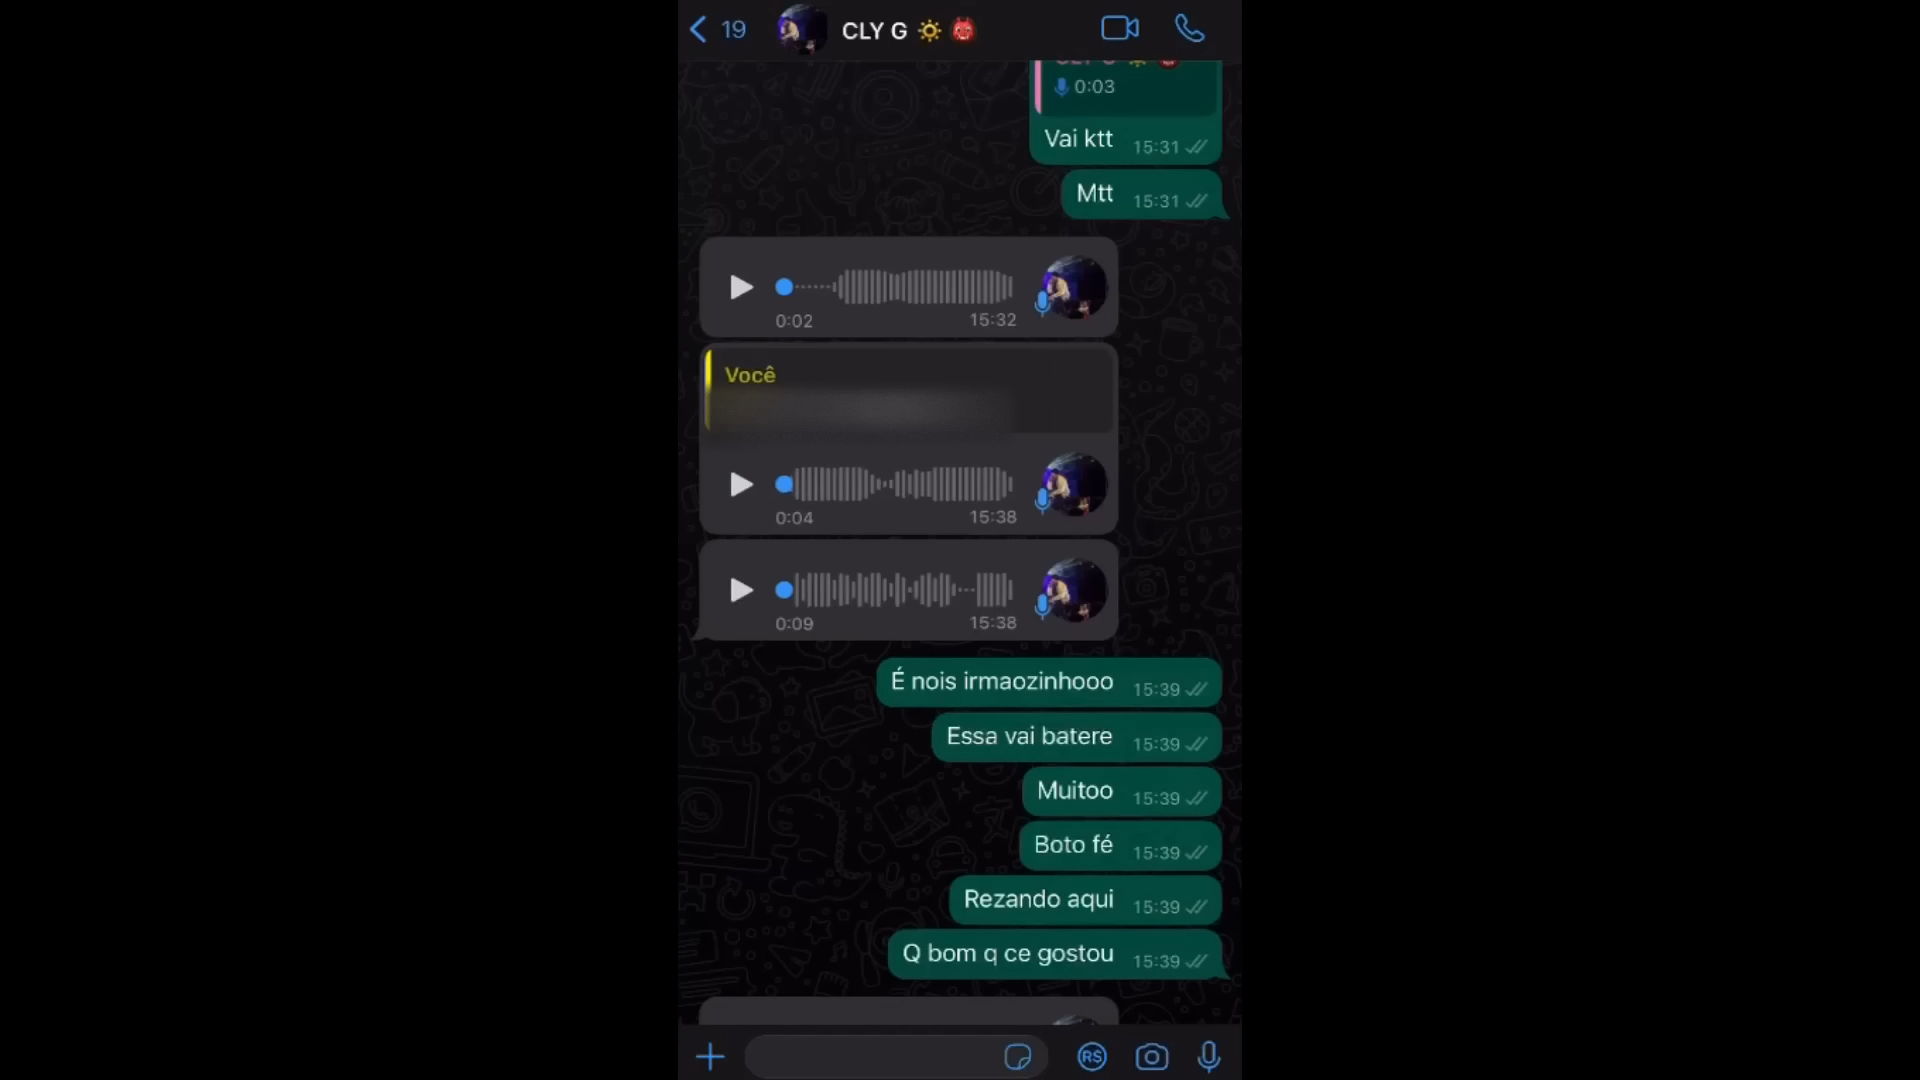 19 CLY G
0:03
Vai ktt 15:31
Mtt 15:31
0:02 15:32
Você
0:04 15:38
0:09 15:38
É nois irmaozinhooo 15:39
Essa vai batere 15:39
Muitoo 15:39
Boto fé 15:39
Rezando aqui 15:39
Q bom q ce gostou 15:39
R$